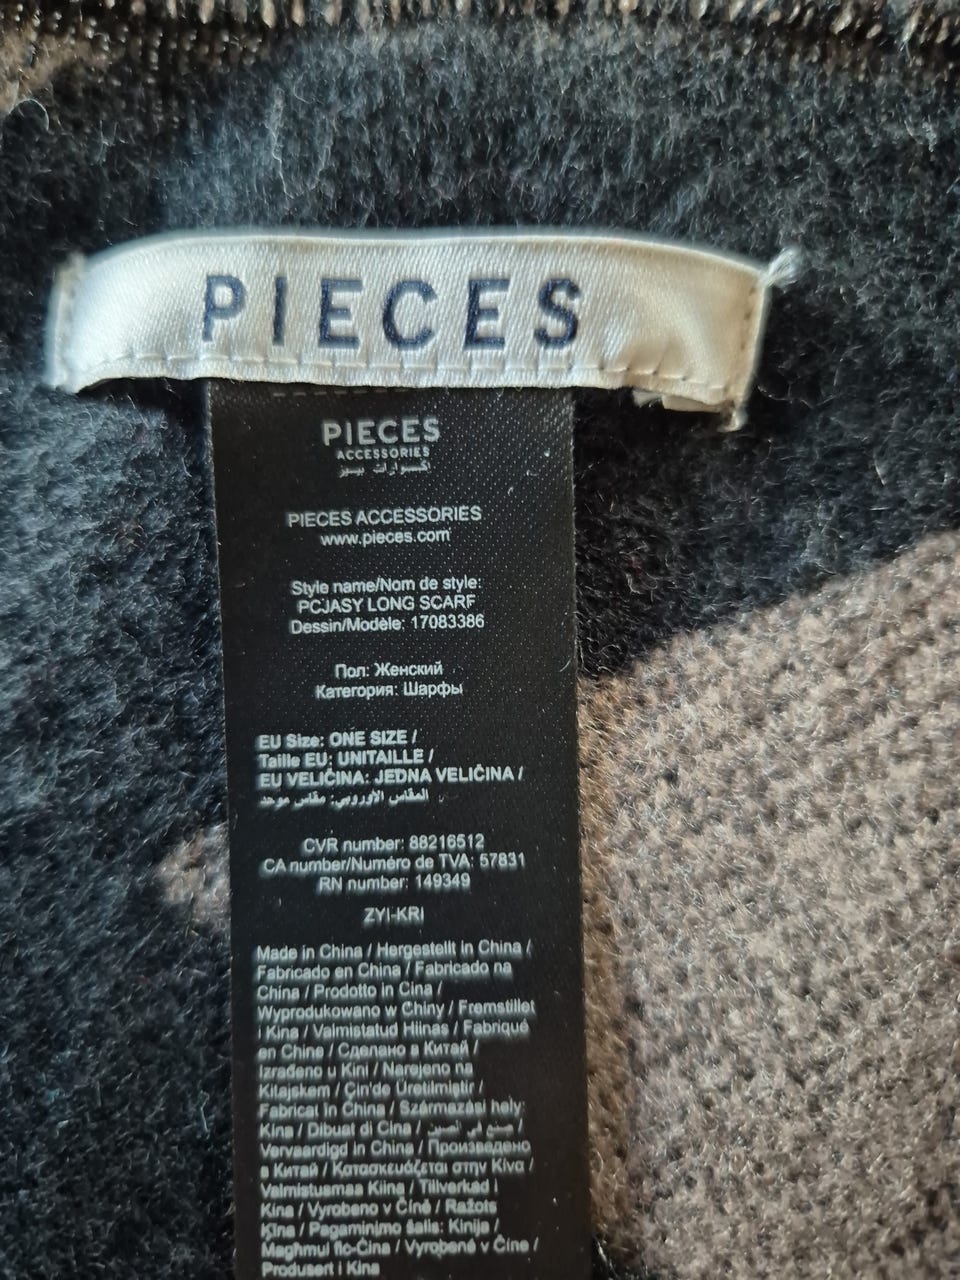 PIECES
PIECES
ACCESSORIES
PIECES ACCESSORIES
www.pieces.com
Style name/Nom de style:
PCJASY LONG SCARF
Dessin/Modèle: 17083386
Пол: Женский
Категория: Шарфы
EU Size: ONE SIZE /
Taille EU: UNITAILLE /
EU VELIČINA: JEDNA VELIČINA /
المقاس الأوروبي: مقاس موحد
CVR number: 88216512
CA number/Numéro de TVA: 57831
RN number: 149349
ZYI-KRI
Made in China / Hergestellt in China /
Fabricado en China / Fabricado na
China / Prodotto in Cina /
Wyprodukowano w Chiny / Fremstillet
i Kina / Valmistatud Hiinas / Fabriqué
en Chine / Сделано в Китай /
Izrađeno u Kini / Narejeno na
Kitajskem / Çin'de Üretilmiştir /
Fabricat în China / Származási hely:
Kína / Dibuat di Cina / صنع في الصين /
Vervaardigd in China / Произведено
в Китай / Κατασκευάζεται στην Κίνα /
Valmistusmaa Kiina / Tillverkad i
Kina / Vyrobeno v Číně / Ražots
Ķīna / Pagaminimo šalis: Kinija /
Magħmul fiċ-Ċina / Vyrobené v Číne /
Produsert i Kina